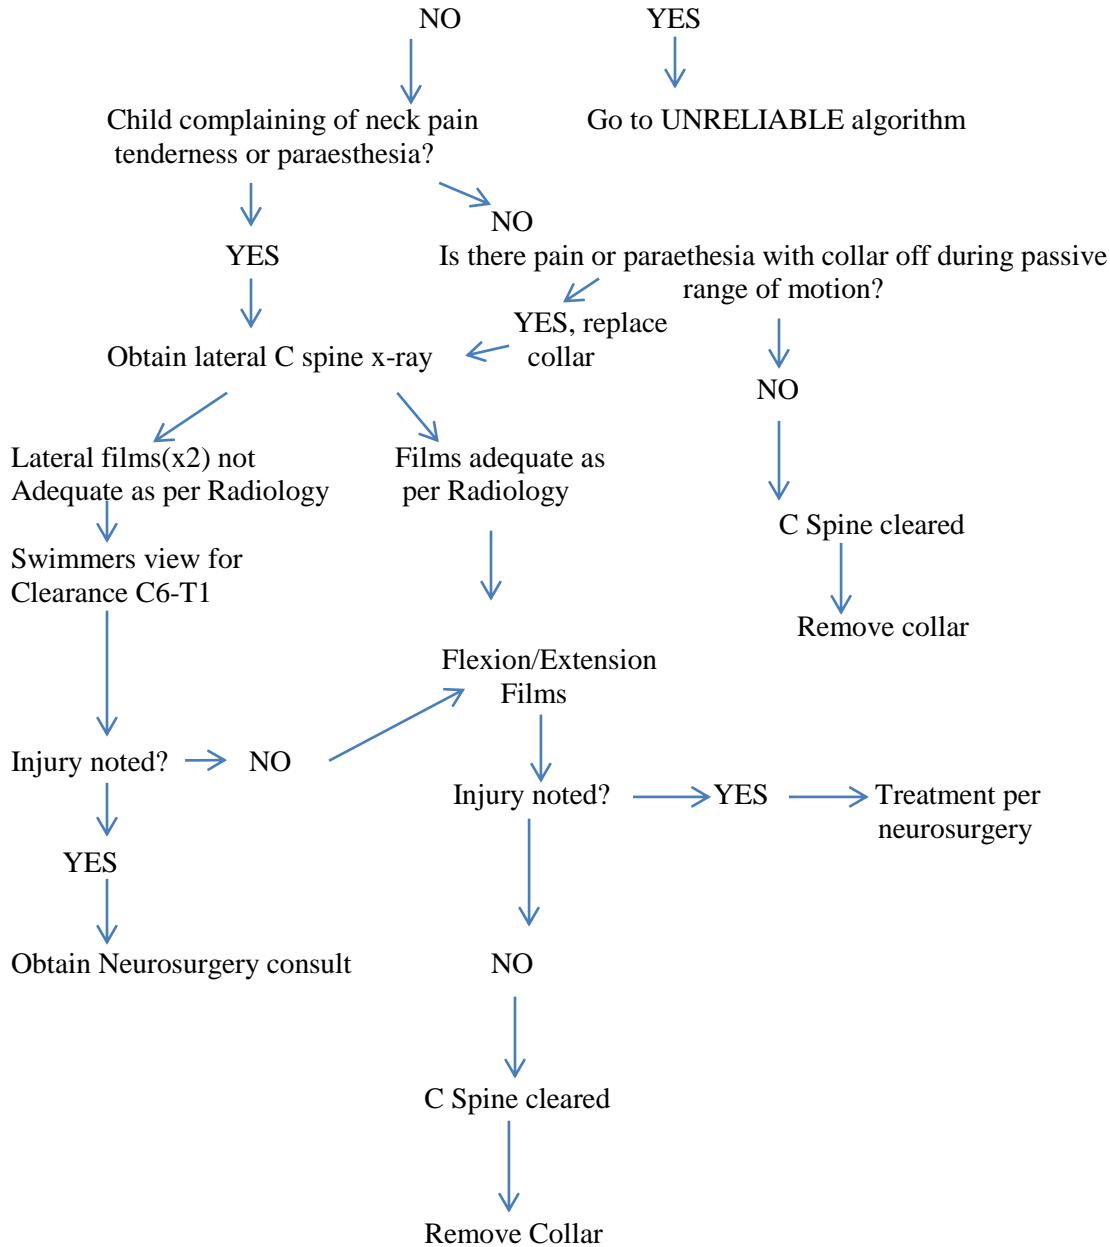 NO
YES
Child complaining of neck pain
tenderness or paraesthesia?
Go to UNRELIABLE algorithm
NO
YES
Is there pain or paraethesia with collar off during passive
range of motion?
YES, replace
collar
Obtain lateral C spine x-ray
NO
Lateral films(x2) not
Adequate as per Radiology
Films adequate as
per Radiology
C Spine cleared
Swimmers view for
Clearance C6-T1
Remove collar
Flexion/Extension
Films
Injury noted?
NO
Injury noted?
YES
Treatment per
neurosurgery
YES
Obtain Neurosurgery consult
NO
C Spine cleared
Remove Collar